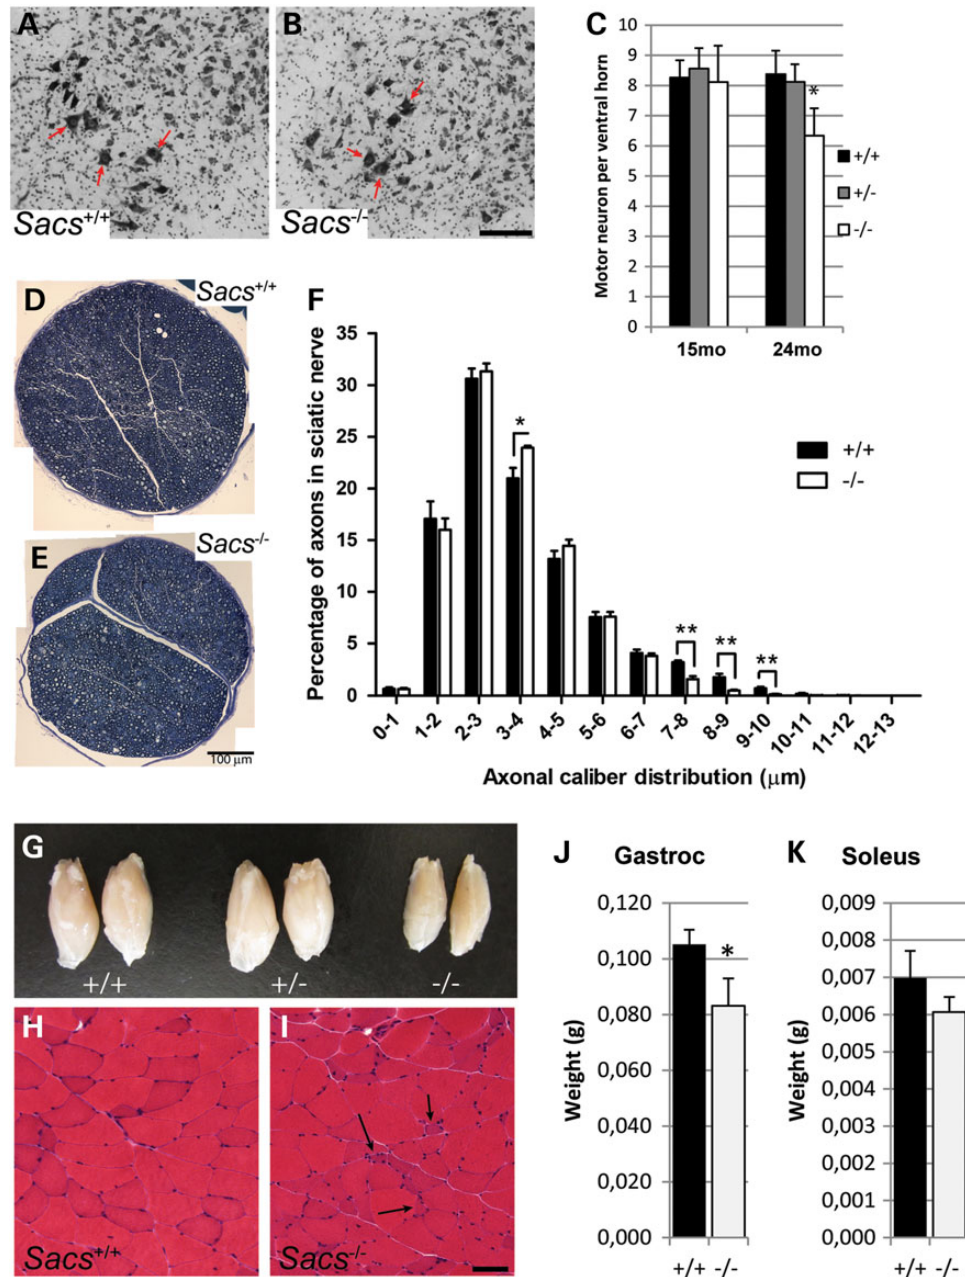 A
B
Sacs+/+
Sacs-/-
C
Motor neuron per ventral horn
10
9
8
7
6
5
4
3
2
1
0
*
15mo 24mo
+/+
+/-
-/-
D
Sacs+/+
E
Sacs-/-
100 μm
F
Percentage of axons in sciatic nerve
35
30
25
20
15
10
5
0
*
** ** **
+/+
-/-
0-1 1-2 2-3 3-4 4-5 5-6 6-7 7-8 8-9 9-10 10-11 11-12 12-13
Axonal caliber distribution (μm)
G
+/+ +/- -/-
H
Sacs+/+
I
Sacs-/-
J Gastroc
Weight (g)
0,120
0,100
0,080
0,060
0,040
0,020
0,000
*
+/+ -/-
K Soleus
Weight (g)
0,009
0,008
0,007
0,006
0,005
0,004
0,003
0,002
0,001
0,000
+/+ -/-